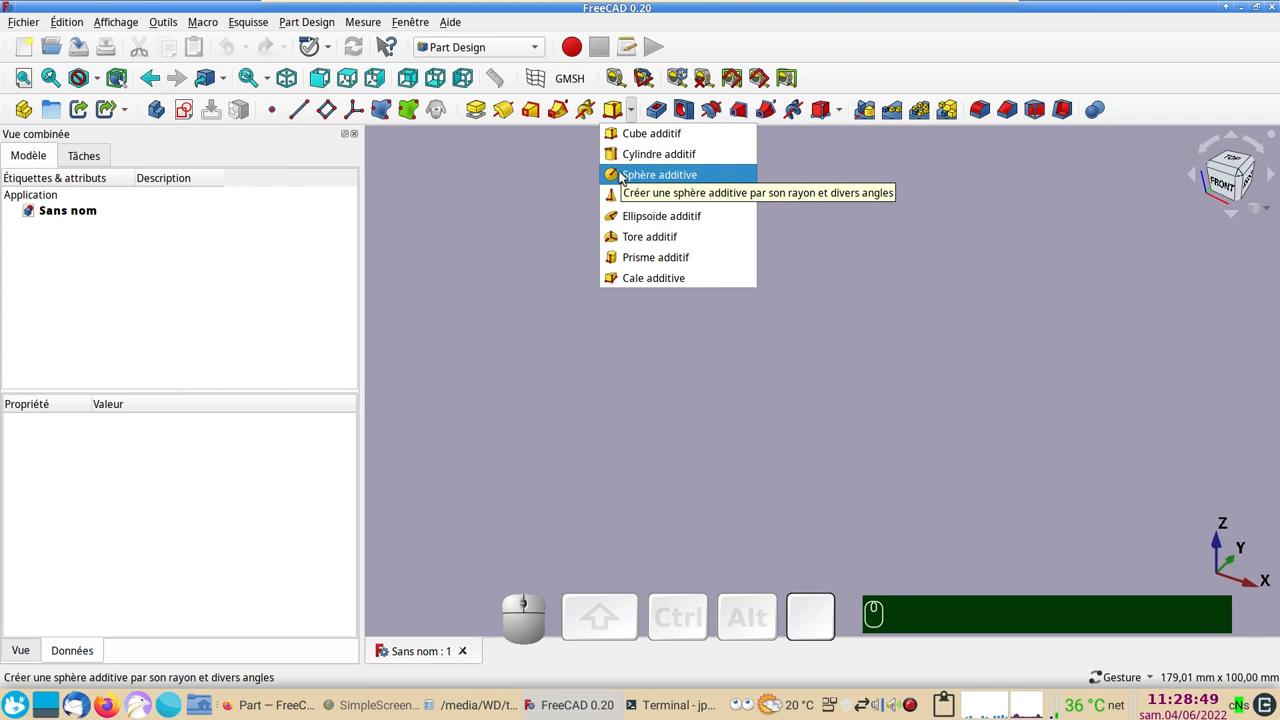 FreeCAD 0.20
Fichier Édition Affichage Outils Macro Esquisse Part Design Mesure Fenêtre Aide
Part Design
GMSH
Vue combinée
Modèle Tâches
Étiquettes & attributs Description
Application
Sans nom
Cube additif
Cylindre additif
Sphère additive
Créer une sphère additive par son rayon et divers angles
Ellipsoïde additif
Tore additif
Prisme additif
Cale additive
TOP
FRONT
Propriété Valeur
Z
Y
X
Ctrl Alt
Vue Données
Sans nom : 1
Créer une sphère additive par son rayon et divers angles
Gesture 179,01 mm x 100,00 mm
Part — FreeC... SimpleScreen... /media/WD/t... FreeCAD 0.20 Terminal - jp... 20 °C 36 °C net 11:28:49
sam.04/06/2022